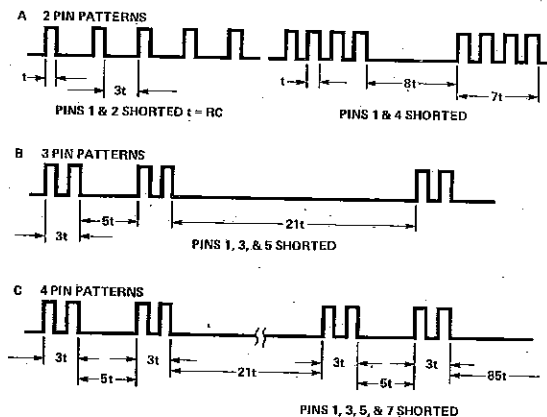 A 2 PIN PATTERNS
t 3t t 8t 7t
PINS 1 & 2 SHORTED t = RC PINS 1 & 4 SHORTED
B 3 PIN PATTERNS
5t 21t
3t
PINS 1, 3, & 5 SHORTED
C 4 PIN PATTERNS
3t 3t 3t 3t
5t 21t 5t 85t
PINS 1, 3, 5, & 7 SHORTED